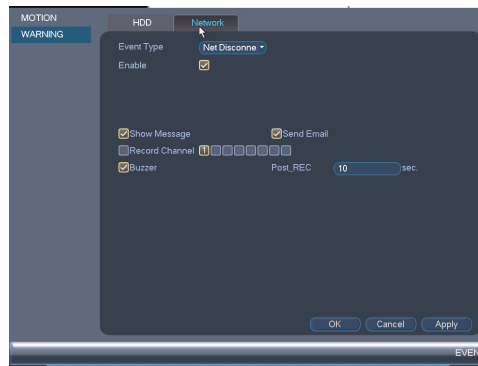 MOTION
WARNING
HDD
Network
Event Type
Net Disconne
Enable
Show Message
Send Email
Record Channel
1
Buzzer
Post_REC
10
sec.
OK
Cancel
Apply
EVEN